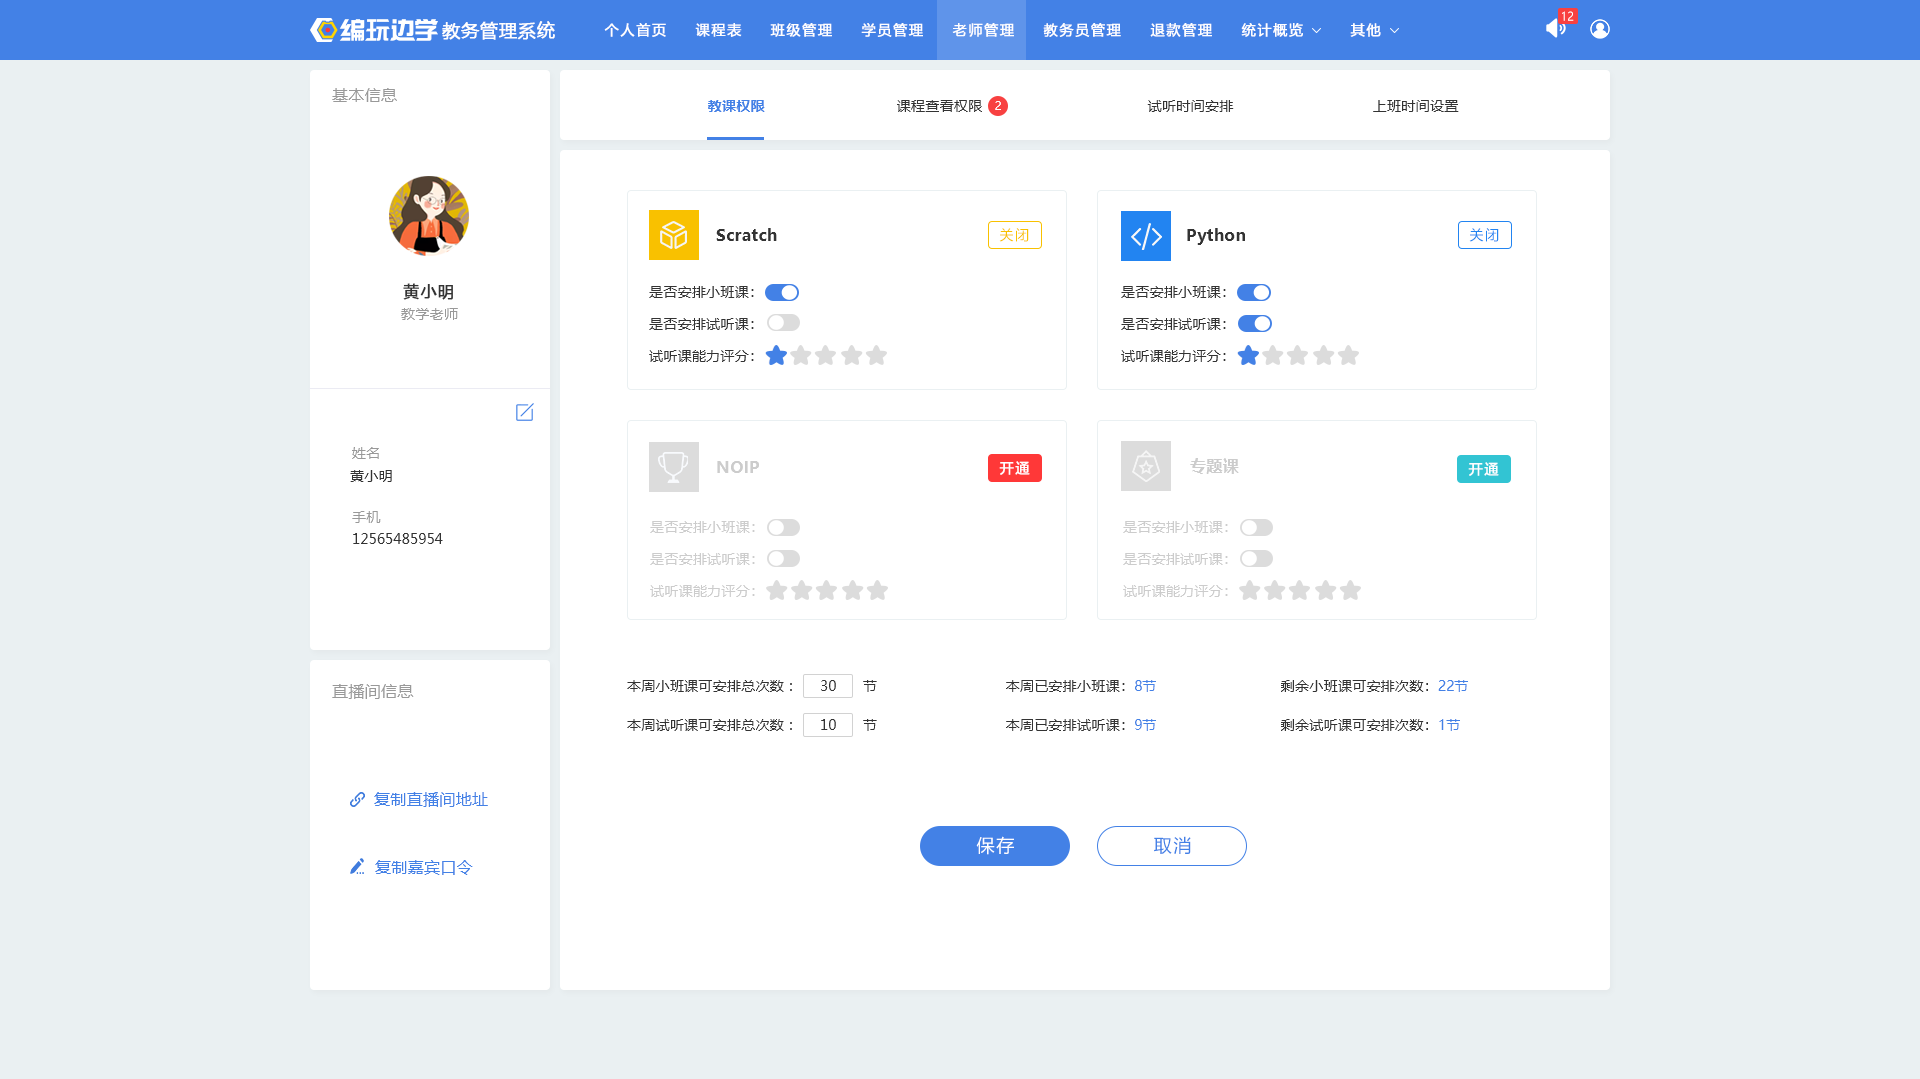 编玩边学 教务管理系统 个人首页 课程表 班级管理 学员管理 老师管理 教务员管理 退款管理 统计概览 其他 12
基本信息
黄小明
教学老师
姓名
黄小明
手机
12565485954
直播间信息
复制直播间地址
复制嘉宾口令
教课权限 课程查看权限 2 试听时间安排 上班时间设置
Scratch 关闭
是否安排小班课：
是否安排试听课：
试听课能力评分：
Python 关闭
是否安排小班课：
是否安排试听课：
试听课能力评分：
NOIP 开通
是否安排小班课：
是否安排试听课：
试听课能力评分：
专题课 开通
是否安排小班课：
是否安排试听课：
试听课能力评分：
本周小班课可安排总次数： 30 节 本周已安排小班课：8节 剩余小班课可安排次数：22节
本周试听课可安排总次数： 10 节 本周已安排试听课：9节 剩余试听课可安排次数：1节
保存 取消